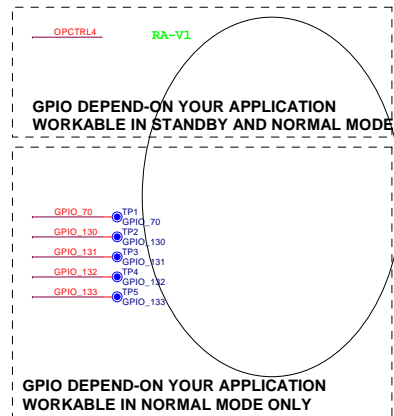 OPCTRL4 RA-V1
GPIO DEPEND-ON YOUR APPLICATION
WORKABLE IN STANDBY AND NORMAL MODE
GPIO_70 TP1
GPIO_70
GPIO_130 TP2
GPIO_130
GPIO_131 TP3
GPIO_131
GPIO_132 TP4
GPIO_132
GPIO_133 TP5
GPIO_133
GPIO DEPEND-ON YOUR APPLICATION
WORKABLE IN NORMAL MODE ONLY